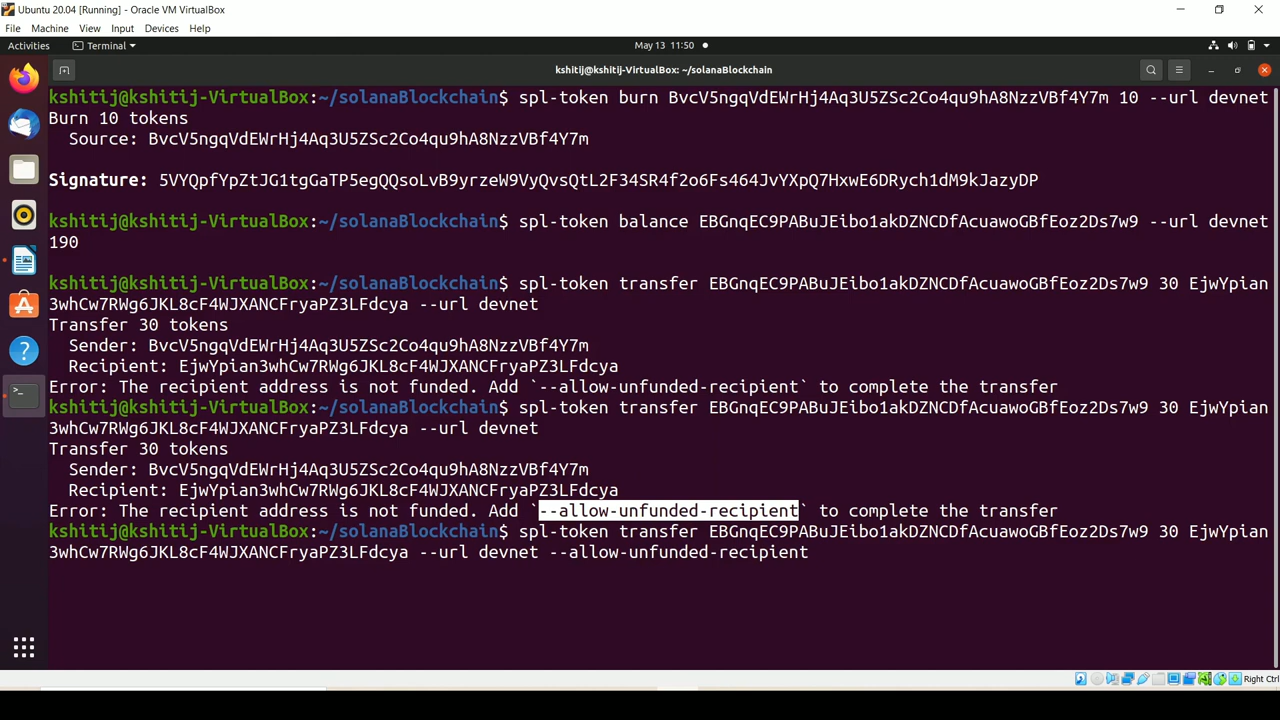 Ubuntu 20.04 [Running] - Oracle VM VirtualBox
File Machine View Input Devices Help
Activities Terminal May 13 11:50
kshitij@kshitij-VirtualBox: ~/solanaBlockchain
kshitij@kshitij-VirtualBox:~/solanaBlockchain$ spl-token burn BvcV5ngqVdEWrHj4Aq3U5ZSc2Co4qu9hA8NzzVBf4Y7m 10 --url devnet
Burn 10 tokens
Source: BvcV5ngqVdEWrHj4Aq3U5ZSc2Co4qu9hA8NzzVBf4Y7m
Signature: 5VYQpfYpZtJG1tgGaTP5egQQsoLvB9yrzeW9VyQvsQtL2F34SR4f2o6Fs464JvYXpQ7HxwE6DRych1dM9kJazyDP
kshitij@kshitij-VirtualBox:~/solanaBlockchain$ spl-token balance EBGnqEC9PABuJEibo1akDZNCDfAcuawoGBfEoz2Ds7w9 --url devnet
190
kshitij@kshitij-VirtualBox:~/solanaBlockchain$ spl-token transfer EBGnqEC9PABuJEibo1akDZNCDfAcuawoGBfEoz2Ds7w9 30 EjwYpian
3whCw7RWg6JKL8cF4WJXANCFryaPZ3LFdcya --url devnet
Transfer 30 tokens
Sender: BvcV5ngqVdEWrHj4Aq3U5ZSc2Co4qu9hA8NzzVBf4Y7m
Recipient: EjwYpian3whCw7RWg6JKL8cF4WJXANCFryaPZ3LFdcya
Error: The recipient address is not funded. Add `--allow-unfunded-recipient` to complete the transfer
kshitij@kshitij-VirtualBox:~/solanaBlockchain$ spl-token transfer EBGnqEC9PABuJEibo1akDZNCDfAcuawoGBfEoz2Ds7w9 30 EjwYpian
3whCw7RWg6JKL8cF4WJXANCFryaPZ3LFdcya --url devnet
Transfer 30 tokens
Sender: BvcV5ngqVdEWrHj4Aq3U5ZSc2Co4qu9hA8NzzVBf4Y7m
Recipient: EjwYpian3whCw7RWg6JKL8cF4WJXANCFryaPZ3LFdcya
Error: The recipient address is not funded. Add `--allow-unfunded-recipient` to complete the transfer
kshitij@kshitij-VirtualBox:~/solanaBlockchain$ spl-token transfer EBGnqEC9PABuJEibo1akDZNCDfAcuawoGBfEoz2Ds7w9 30 EjwYpian
3whCw7RWg6JKL8cF4WJXANCFryaPZ3LFdcya --url devnet --allow-unfunded-recipient
Right Ctrl